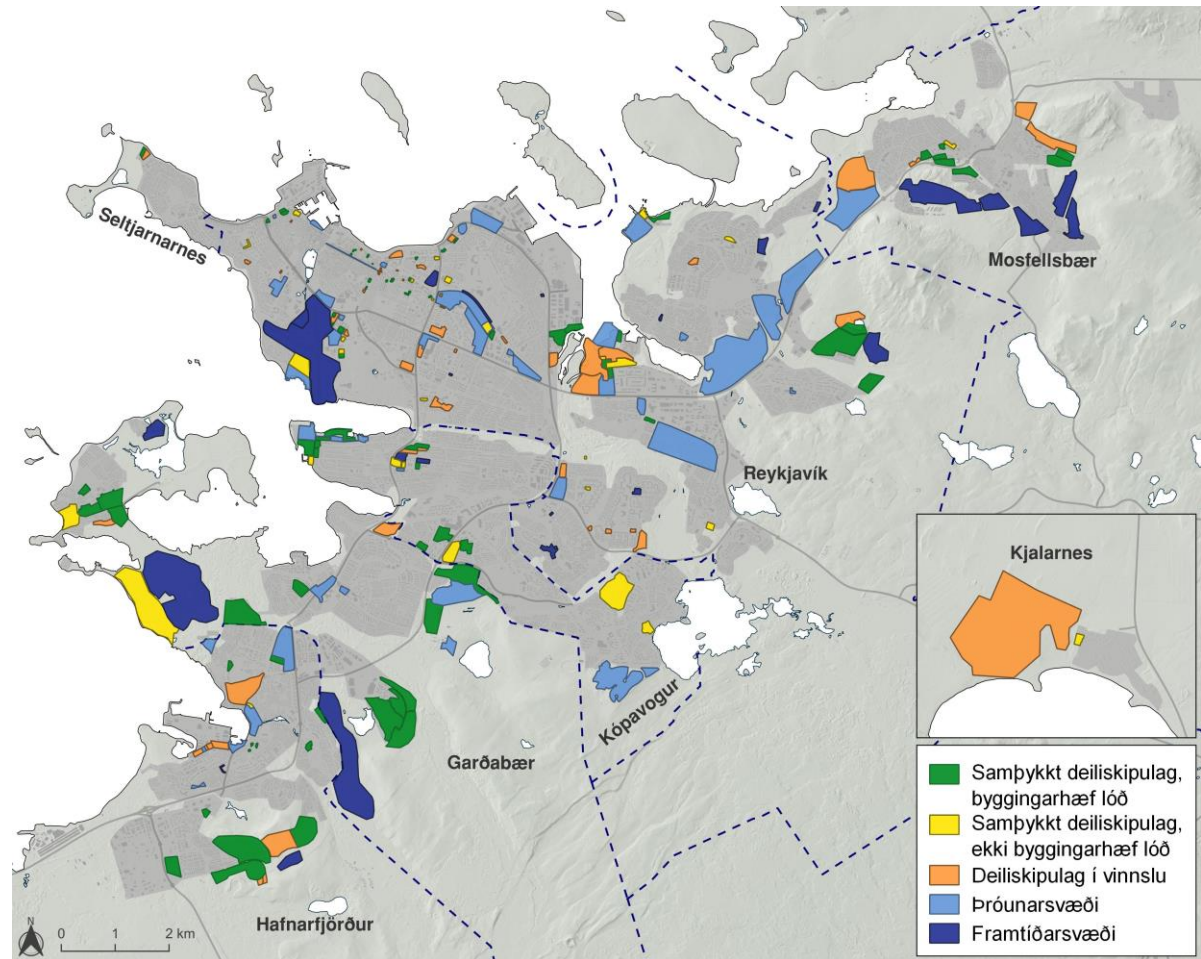 Seltjarnarnes
Mosfellsbær
Reykjavík
Kjalarnes
Kópavogur
Garðabær
Hafnarfjörður
N
0 1 2 km
Samþykkt deiliskipulag,
byggingarhæf lóð
Samþykkt deiliskipulag,
ekki byggingarhæf lóð
Deiliskipulag í vinnslu
Þróunarsvæði
Framtíðarsvæði